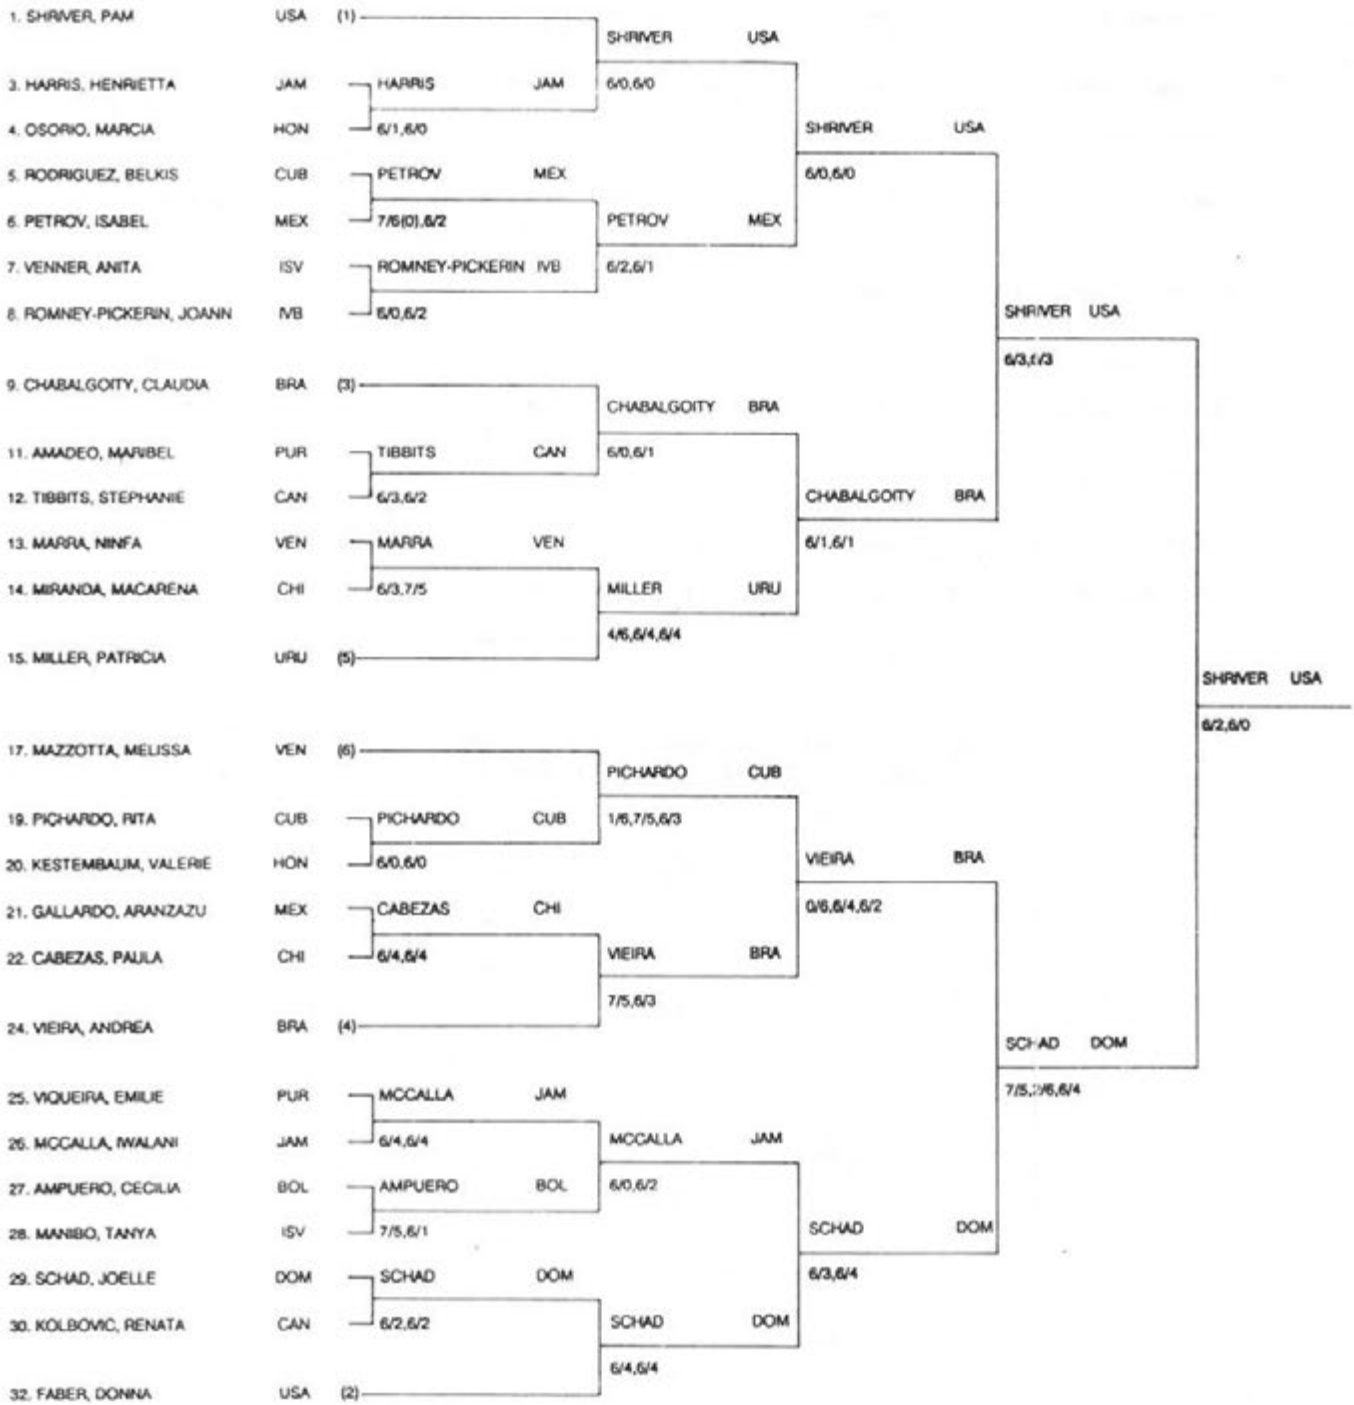 1. SHRIVER, PAM USA (1)
SHRIVER USA
3. HARRIS, HENRIETTA JAM HARRIS JAM 6/0,6/0
4. OSORIO, MARCIA HON 6/1,6/0 SHRIVER USA
5. RODRIGUEZ, BELKIS CUB PETROV MEX 6/0,6/0
6. PETROV, ISABEL MEX 7/6(0),6/2 PETROV MEX
7. VENNER, ANITA ISV ROMNEY-PICKERIN IVB 6/2,6/1
8. ROMNEY-PICKERIN, JOANN IVB 6/0,6/2 SHRIVER USA
6/3,6/3
9. CHABALGOITY, CLAUDIA BRA (3)
CHABALGOITY BRA
11. AMADEO, MARIBEL PUR TIBBITS CAN 6/0,6/1
12. TIBBITS, STEPHANIE CAN 6/3,6/2 CHABALGOITY BRA
13. MARRA, NINFA VEN MARRA VEN 6/1,6/1
14. MIRANDA, MACARENA CHI 6/3,7/5 MILLER URU
4/6,6/4,6/4
15. MILLER, PATRICIA URU (5)
SHRIVER USA
6/2,6/0
17. MAZZOTTA, MELISSA VEN (6)
PICHARDO CUB
19. PICHARDO, RITA CUB PICHARDO CUB 1/6,7/5,6/3
20. KESTEMBAUM, VALERIE HON 6/0,6/0 VIEIRA BRA
21. GALLARDO, ARANZAZU MEX CABEZAS CHI 0/6,6/4,6/2
22. CABEZAS, PAULA CHI 6/4,6/4 VIEIRA BRA
7/5,6/3
24. VIEIRA, ANDREA BRA (4)
SCHAD DOM
25. VIQUEIRA, EMILIE PUR MCCALLA JAM 7/5,2/6,6/4
26. MCCALLA, IWALANI JAM 6/4,6/4 MCCALLA JAM
27. AMPUERO, CECILIA BOL AMPUERO BOL 6/0,6/2
28. MANIBO, TANYA ISV 7/5,6/1 SCHAD DOM
29. SCHAD, JOELLE DOM SCHAD DOM 6/3,6/4
30. KOLBOVIC, RENATA CAN 6/2,6/2 SCHAD DOM
6/4,6/4
32. FABER, DONNA USA (2)